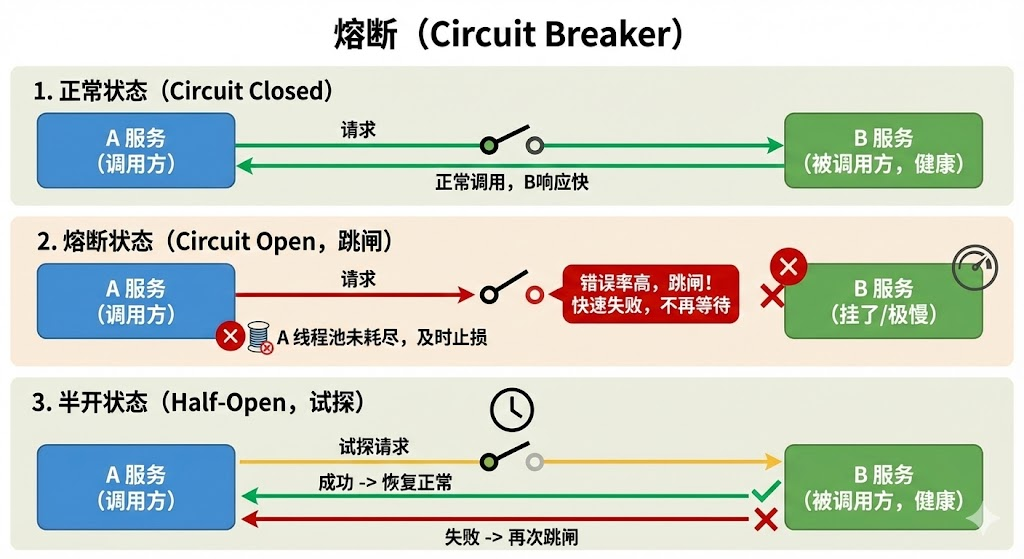 熔断（Circuit Breaker）
1. 正常状态（Circuit Closed）
A 服务
（调用方）
请求
正常调用，B响应快
B 服务
（被调用方，健康）
2. 熔断状态（Circuit Open，跳闸）
A 服务
（调用方）
请求
错误率高，跳闸！
快速失败，不再等待
B 服务
（挂了/极慢）
A 线程池未耗尽，及时止损
3. 半开状态（Half-Open，试探）
A 服务
（调用方）
试探请求
成功 -> 恢复正常
失败 -> 再次跳闸
B 服务
（被调用方，健康）